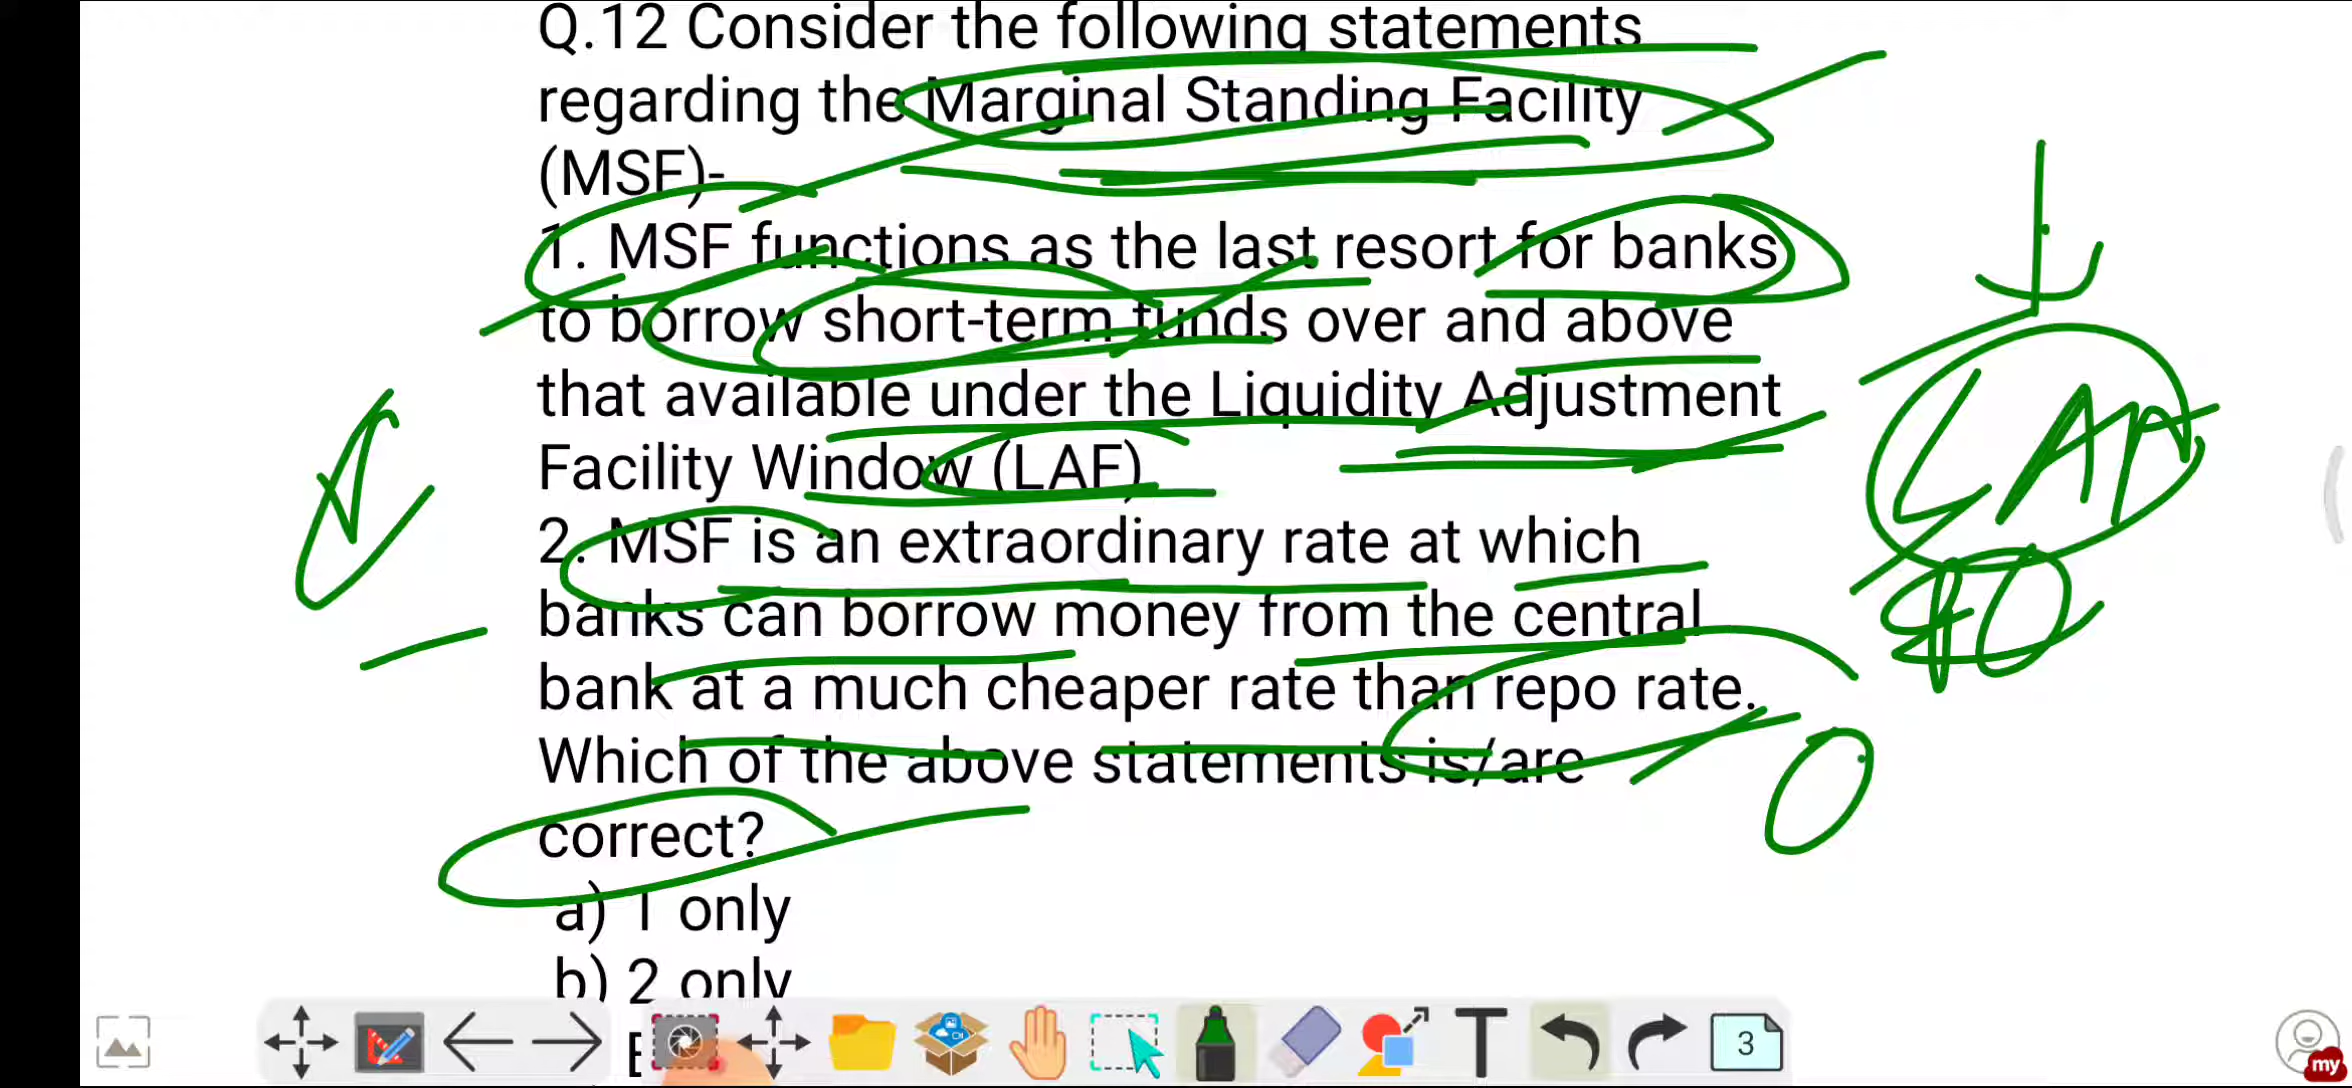 Q.12 Consider the following statements
regarding the Marginal Standing Facility
(MSF)-
1. MSF functions as the last resort for banks
to borrow short-term funds over and above
that available under the Liquidity Adjustment
Facility Window (LAF)
2. MSF is an extraordinary rate at which
banks can borrow money from the central
bank at a much cheaper rate than repo rate.
Which of the above statements is/are
correct?
a) 1 only
b) 2 only
T
3
my